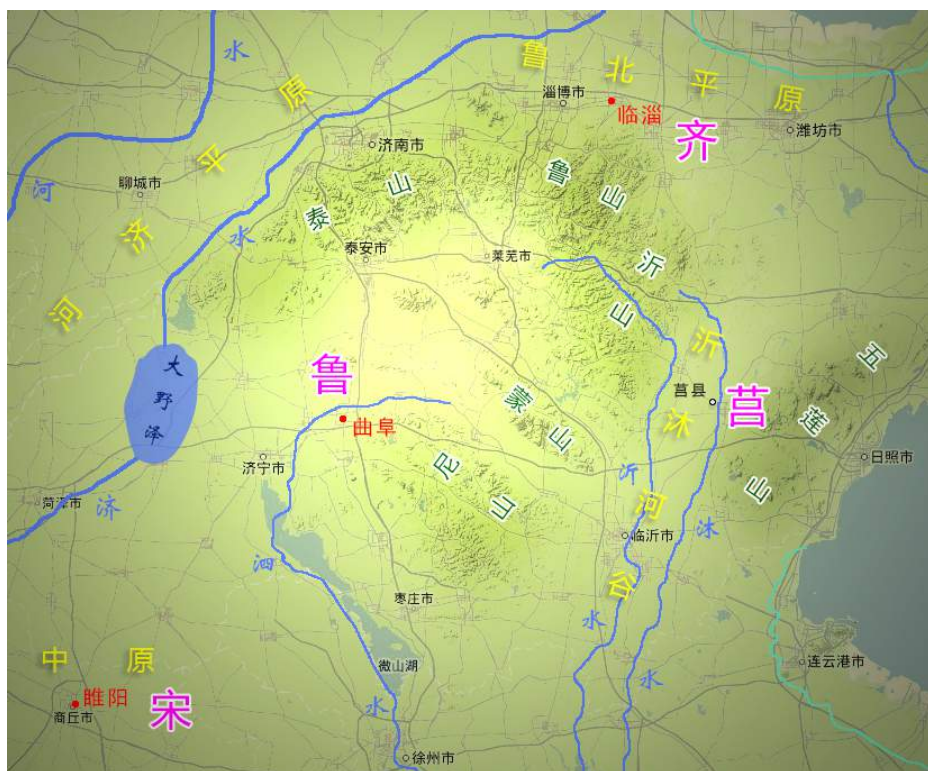 鲁北平原
淄博市
临淄
齐
潍坊市
水
河
河济平原
济南市
聊城市
泰山
鲁山
水
泰安市
莱芜市
沂山
大野泽
鲁
曲阜
蒙山
尼山
沂沭河谷
莒县
莒
五莲山
日照市
济宁市
菏泽市
济
泗
沂
沭
临沂市
水
水
枣庄市
微山湖
水
连云港市
中原
睢阳
商丘市
宋
徐州市